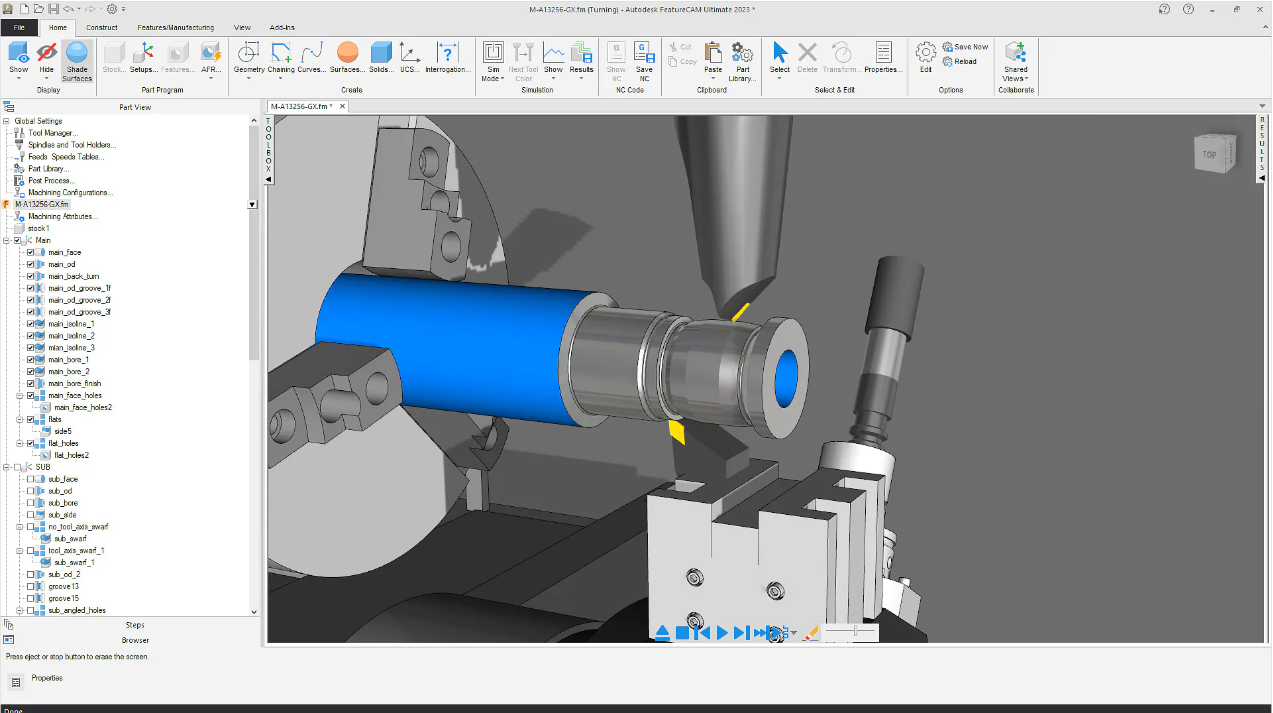 M-A13256-GX.fm (Turning) - Autodesk FeatureCAM Ultimate 2023 *
File Home Construct Features/Manufacturing View Add-Ins
Show Hide Shade Surfaces
Display
Stock... Setups... Features... AFR...
Part Program
Geometry Chaining Curves... Surfaces... Solids... UCS... Interrogation...
Create
Sim Mode Next Tool Color Show Results
Simulation
Show NC Save NC
NC Code
Cut
Copy
Paste Part Library...
Clipboard
Select Delete Transform... Properties...
Select & Edit
Edit Save Now
Reload
Options
Shared Views
Collaborate
Part View
M-A13256-GX.fm *
Global Settings
Tool Manager...
Spindles and Tool Holders...
Feeds Speeds Tables...
Part Library...
Post Process...
Machining Configurations...
M-A13256-GX.fm
Machining Attributes...
stock1
Main
main_face
main_od
main_back_turn
main_od_groove_1f
main_od_groove_2f
main_od_groove_3f
main_isoline_1
main_isoline_2
mian_isoline_3
main_bore_1
main_bore_2
main_bore_finish
main_face_holes
main_face_holes2
flats
side5
flat_holes
flat_holes2
SUB
sub_face
sub_od
sub_bore
sub_side
no_tool_axis_swarf
sub_swarf
tool_axis_swarf_1
sub_swarf_1
sub_od_2
groove13
groove15
sub_angled_holes
Steps
Browser
TOOLBOX
TOP
RESULTS
Press eject or stop button to erase the screen.
Properties
Done